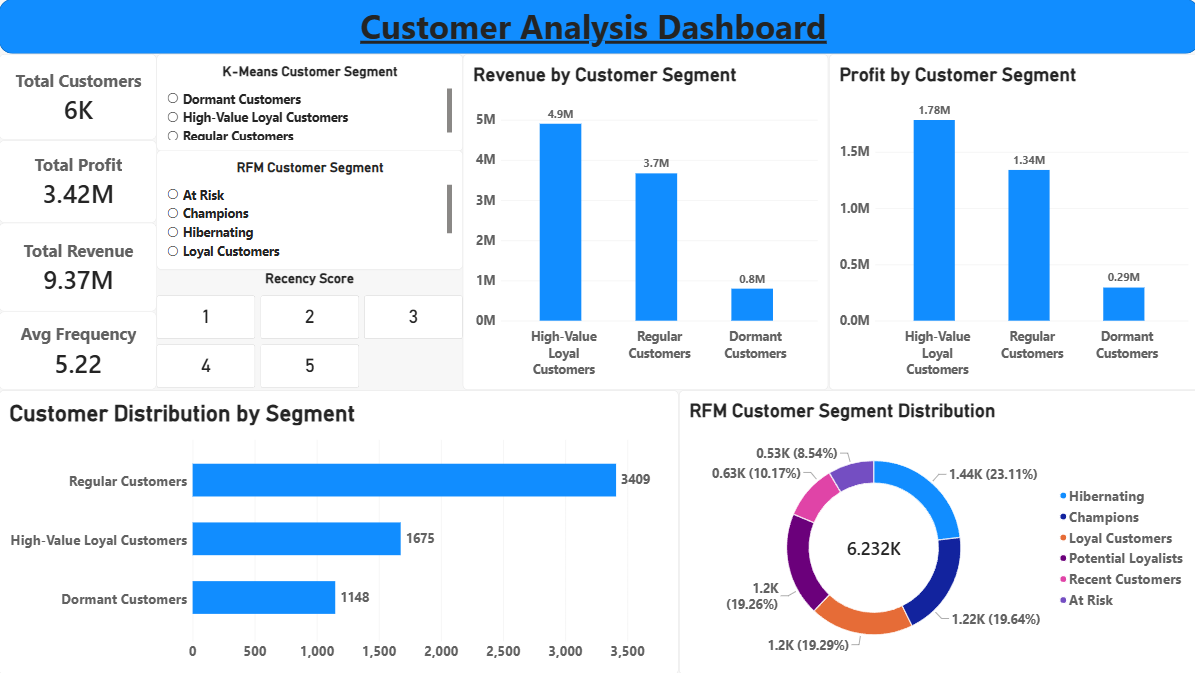 Customer Analysis Dashboard
Total Customers
6K
Total Profit
3.42M
Total Revenue
9.37M
Avg Frequency
5.22
K-Means Customer Segment
Dormant Customers
High-Value Loyal Customers
Regular Customers
RFM Customer Segment
At Risk
Champions
Hibernating
Loyal Customers
Recency Score
1
2
3
4
5
Revenue by Customer Segment
5M
4M
3M
2M
1M
0M
4.9M
3.7M
0.8M
High-Value
Loyal
Customers
Regular
Customers
Dormant
Customers
Profit by Customer Segment
1.5M
1.0M
0.5M
0.0M
1.78M
1.34M
0.29M
High-Value
Loyal
Customers
Regular
Customers
Dormant
Customers
Customer Distribution by Segment
Regular Customers
3409
High-Value Loyal Customers
1675
Dormant Customers
1148
0
500
1,000
1,500
2,000
2,500
3,000
3,500
RFM Customer Segment Distribution
0.53K (8.54%)
0.63K (10.17%)
1.44K (23.11%)
6.232K
1.2K
(19.26%)
1.22K (19.64%)
1.2K (19.29%)
Hibernating
Champions
Loyal Customers
Potential Loyalists
Recent Customers
At Risk